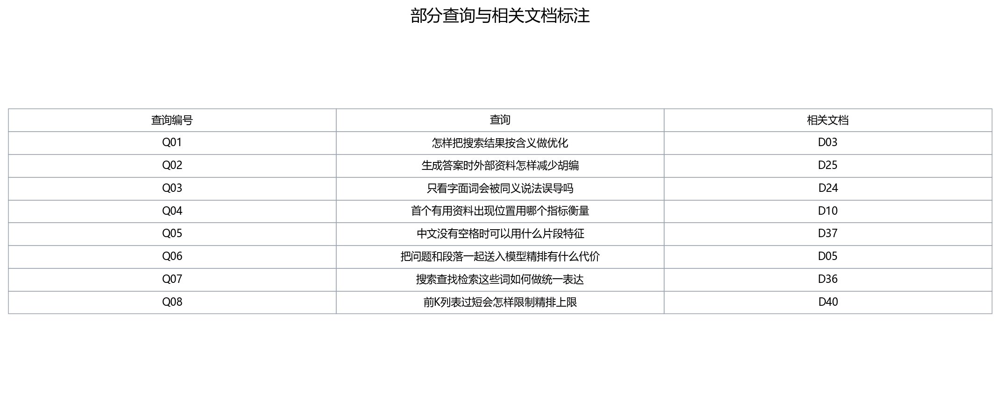 部分查询与相关文档标注
查询编号 查询 相关文档
Q01 怎样把搜索结果按含义做优化 D03
Q02 生成答案时外部资料怎样减少胡编 D25
Q03 只看字面词会被同义说法误导吗 D24
Q04 首个有用资料出现位置用哪个指标衡量 D10
Q05 中文没有空格时可以用什么片段特征 D37
Q06 把问题和段落一起送入模型精排有什么代价 D05
Q07 搜索查找检索这些词如何做统一表达 D36
Q08 前K列表过短会怎样限制精排上限 D40